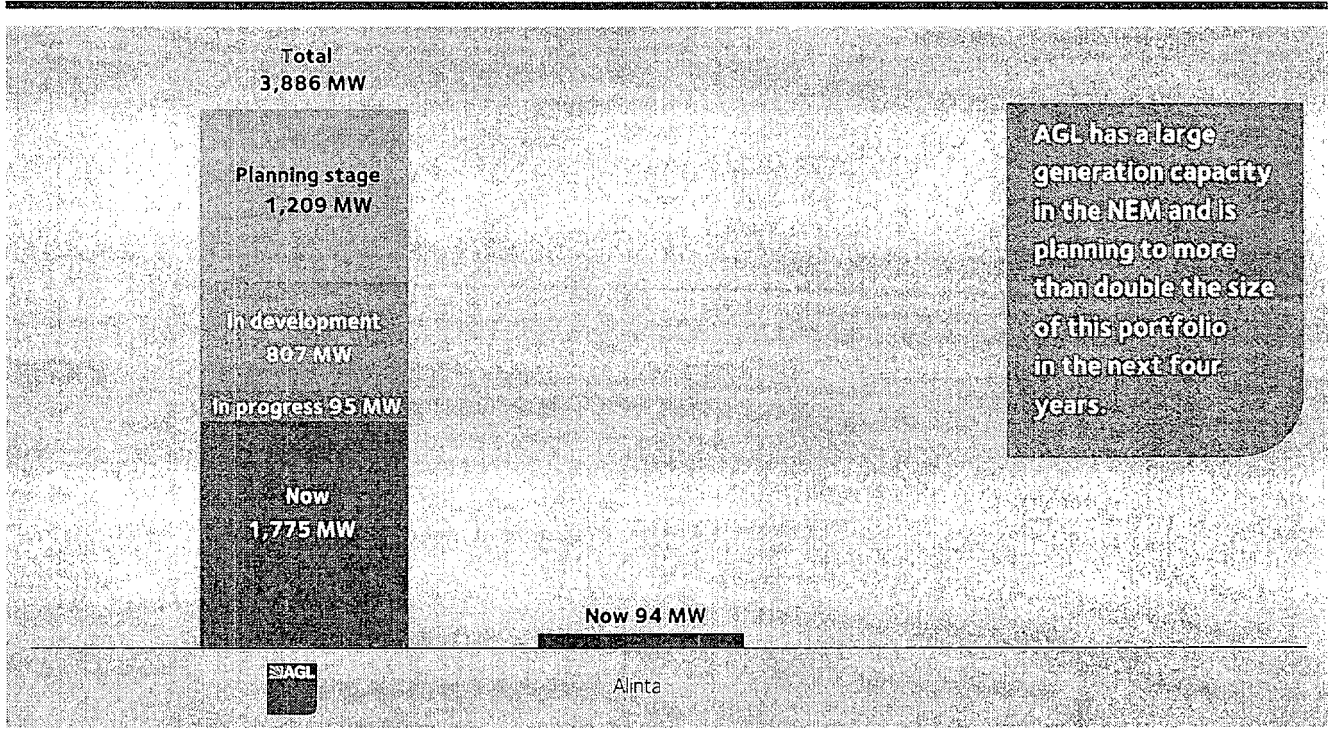 Total
3,886 MW
Planning stage
1,209 MW
In development
807 MW
In progress 95 MW
Now
1,775 MW
Now 94 MW
AGL
Alinta
AGL has a large
generation capacity
in the NEM and is
planning to more
than double the size
of this portfolio
in the next four
years.